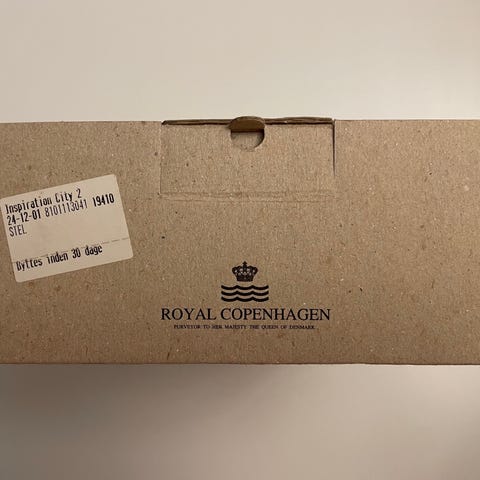 Inspiration City 2
24-12-01 8101113041 19410
STEL
Byttes inden 30 dage
ROYAL COPENHAGEN
PURVEYOR TO HER MAJESTY THE QUEEN OF DENMARK